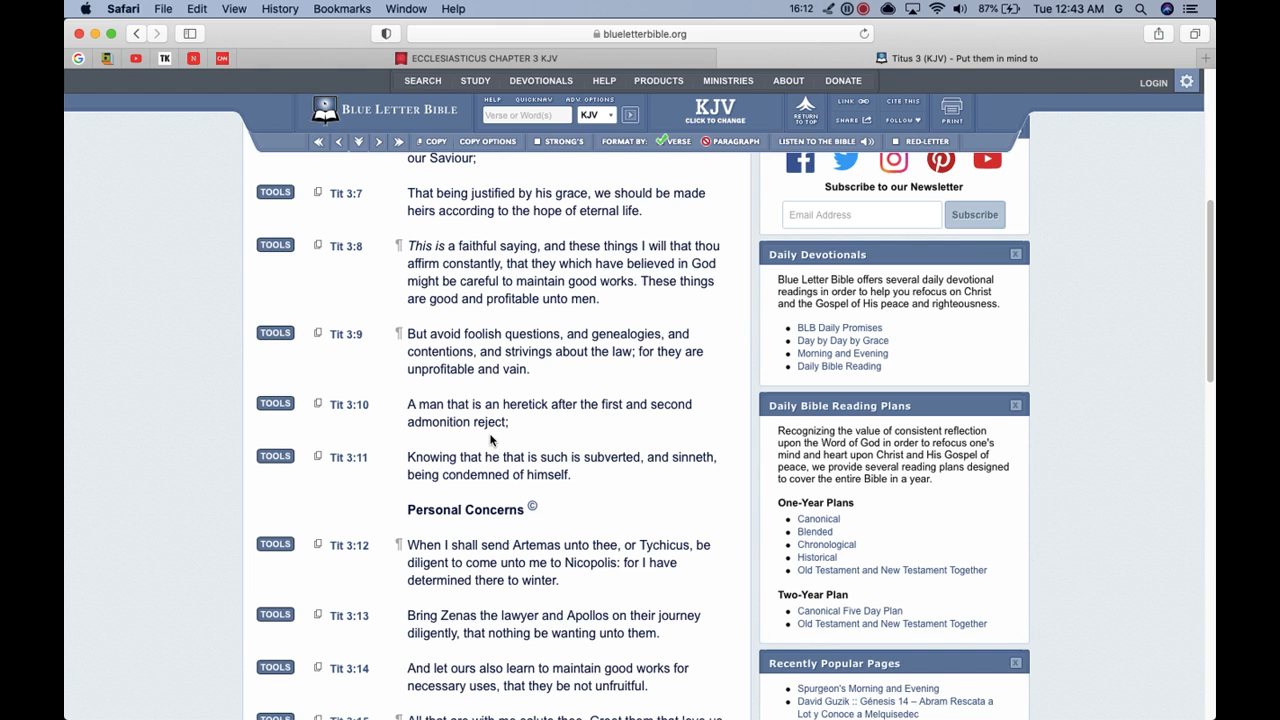 Safari File Edit View History Bookmarks Window Help 16:12 87% Tue 12:43 AM G
blueletterbible.org
ECCLESIASTICUS CHAPTER 3 KJV Titus 3 (KJV) - Put them in mind to
SEARCH STUDY DEVOTIONALS HELP PRODUCTS MINISTRIES ABOUT DONATE LOGIN
BLUE LETTER BIBLE
HELP QUICKNAV ADV. OPTIONS
Verse or Word(s) KJV
KJV
CLICK TO CHANGE
RETURN
TO TOP
LINK CITE THIS
SHARE FOLLOW
PRINT
COPY COPY OPTIONS STRONG'S FORMAT BY: VERSE PARAGRAPH LISTEN TO THE BIBLE RED-LETTER
our Saviour;
TOOLS Tit 3:7 That being justified by his grace, we should be made
heirs according to the hope of eternal life.
TOOLS Tit 3:8 ¶ This is a faithful saying, and these things I will that thou
affirm constantly, that they which have believed in God
might be careful to maintain good works. These things
are good and profitable unto men.
TOOLS Tit 3:9 ¶ But avoid foolish questions, and genealogies, and
contentions, and strivings about the law; for they are
unprofitable and vain.
TOOLS Tit 3:10 A man that is an heretick after the first and second
admonition reject;
TOOLS Tit 3:11 Knowing that he that is such is subverted, and sinneth,
being condemned of himself.
Personal Concerns ©
TOOLS Tit 3:12 ¶ When I shall send Artemas unto thee, or Tychicus, be
diligent to come unto me to Nicopolis: for I have
determined there to winter.
TOOLS Tit 3:13 Bring Zenas the lawyer and Apollos on their journey
diligently, that nothing be wanting unto them.
TOOLS Tit 3:14 And let ours also learn to maintain good works for
necessary uses, that they be not unfruitful.
TOOLS Tit 3:15 ¶ All that are with me salute thee. Greet them that love us
Subscribe to our Newsletter
Email Address Subscribe
Daily Devotionals
Blue Letter Bible offers several daily devotional
readings in order to help you refocus on Christ
and the Gospel of His peace and righteousness.
BLB Daily Promises
Day by Day by Grace
Morning and Evening
Daily Bible Reading
Daily Bible Reading Plans
Recognizing the value of consistent reflection
upon the Word of God in order to refocus one's
mind and heart upon Christ and His Gospel of
peace, we provide several reading plans designed
to cover the entire Bible in a year.
One-Year Plans
Canonical
Blended
Chronological
Historical
Old Testament and New Testament Together
Two-Year Plan
Canonical Five Day Plan
Old Testament and New Testament Together
Recently Popular Pages
Spurgeon's Morning and Evening
David Guzik :: Génesis 14 – Abram Rescata a
Lot y Conoce a Melquisedec